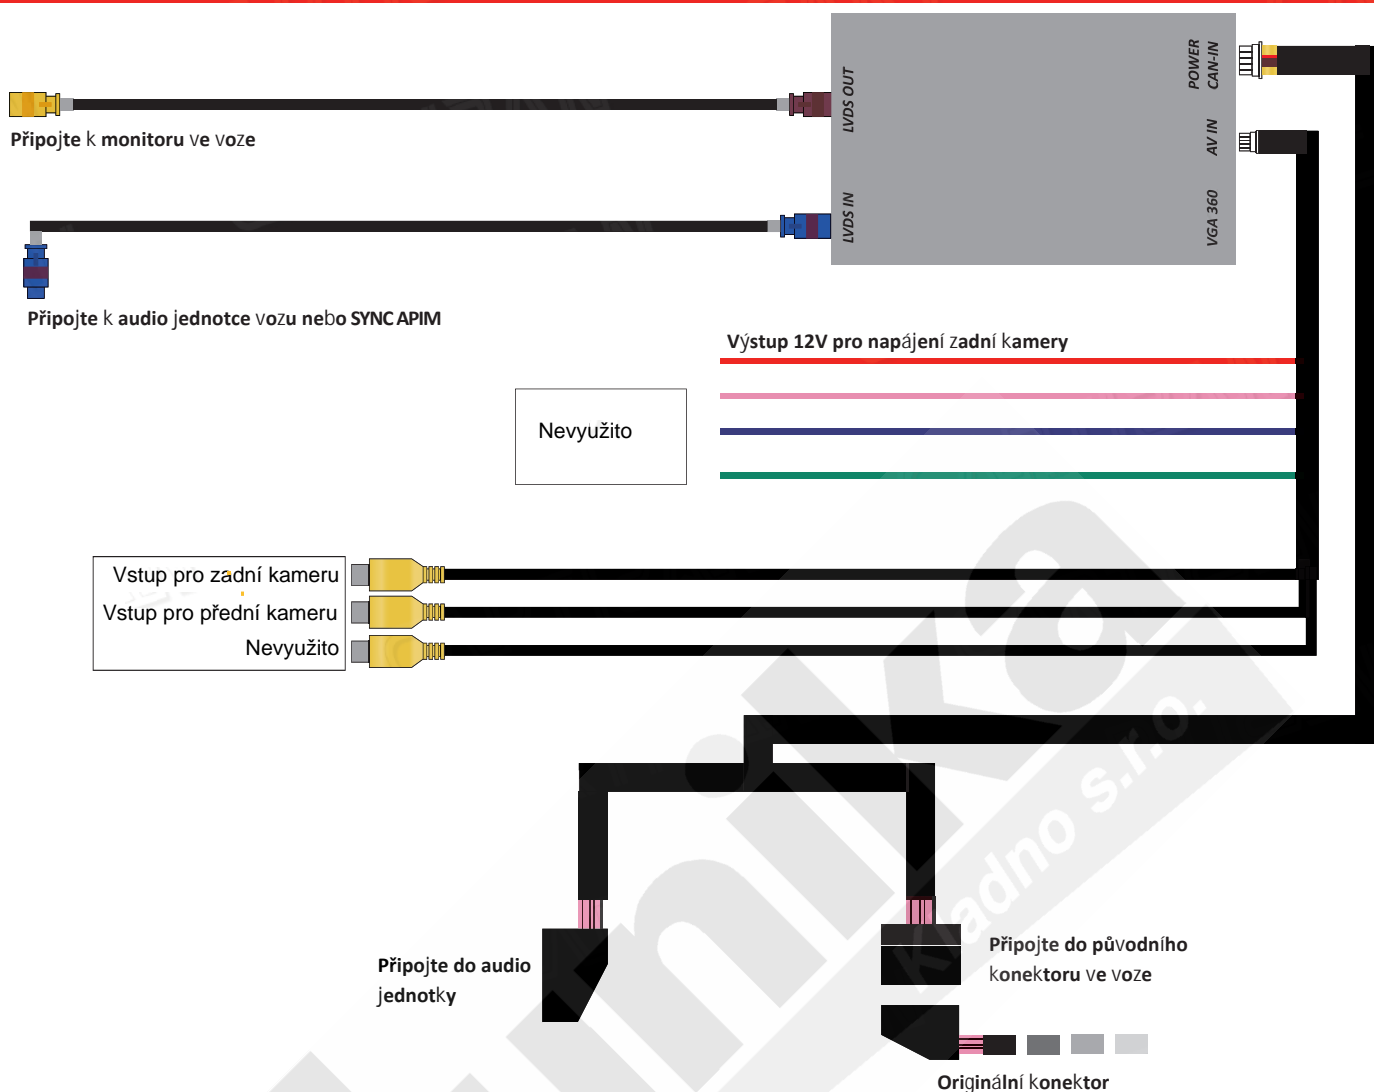 POWER
CAN-IN
LVDS OUT
AV IN
Připojte k monitoru ve voze
LVDS IN
VGA 360
Připojte k audio jednotce vozu nebo SYNC APIM
Výstup 12V pro napájení zadní kamery
Nevyužito
Vstup pro zadní kameru
Vstup pro přední kameru
Nevyužito
Připojte do audio
jednotky
Připojte do původního
konektoru ve voze
Originální konektor
nika
Kladno s.r.o.